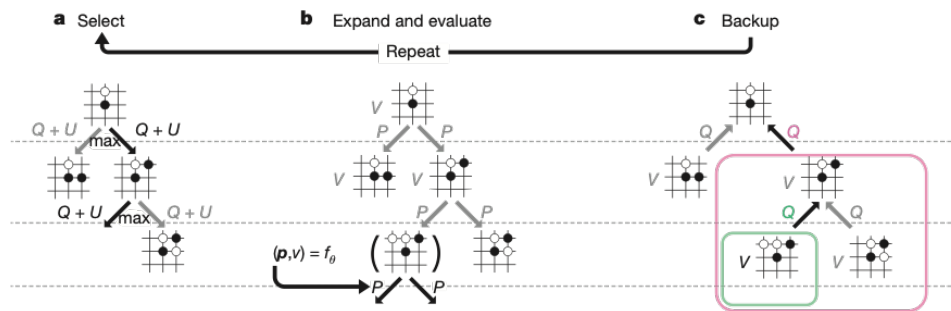 a Select
b Expand and evaluate
c Backup
Repeat
Q + U
max
Q + U
Q + U
max
Q + U
V
P
P
V
V
P
P
(p,v) = fθ
P
P
Q
Q
V
V
Q
Q
V
V